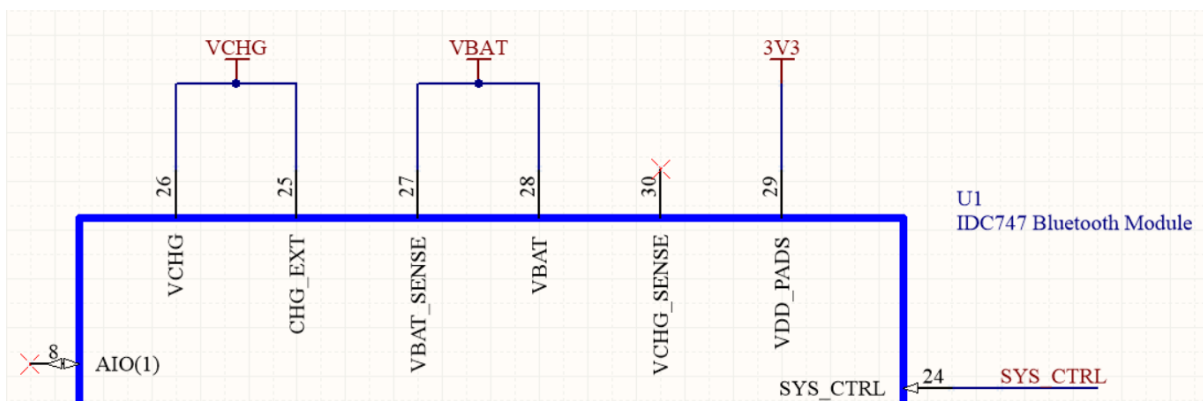 VCHG
VBAT
3V3
26
25
27
28
30
29
U1
IDC747 Bluetooth Module
VCHG
CHG_EXT
VBAT_SENSE
VBAT
VCHG_SENSE
VDD_PADS
8
AIO(1)
SYS_CTRL
24
SYS_CTRL